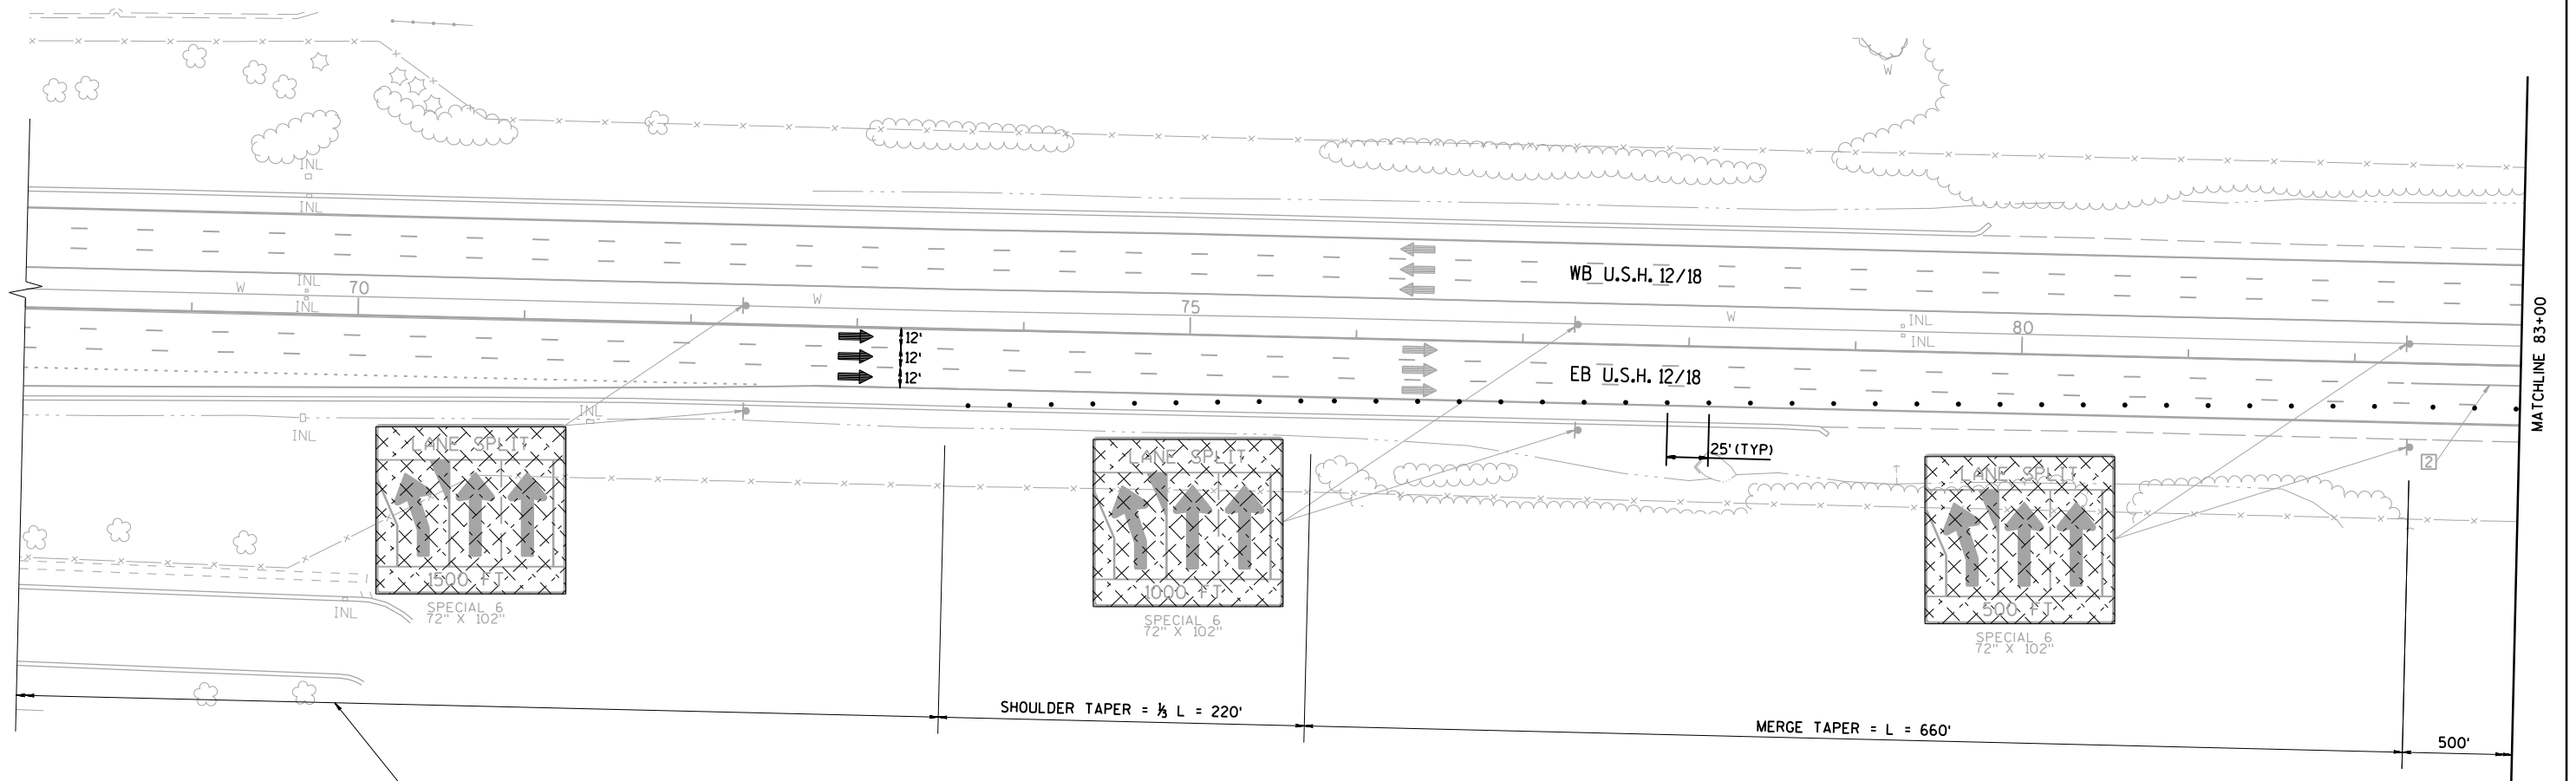 W
INL
INL
WB U.S.H. 12/18
INL
INL
W
70
W
75
W
INL
80
INL
MATCHLINE 83+00
12'
12'
12'
EB U.S.H. 12/18
INL
INL
25' (TYP)
2
LANE SPLIT
1500 FT
SPECIAL 6
72" X 102"
LANE SPLIT
1000 FT
SPECIAL 6
72" X 102"
LANE SPLIT
500 FT
SPECIAL 6
72" X 102"
INL
SHOULDER TAPER = ⅓ L = 220'
MERGE TAPER = L = 660'
500'